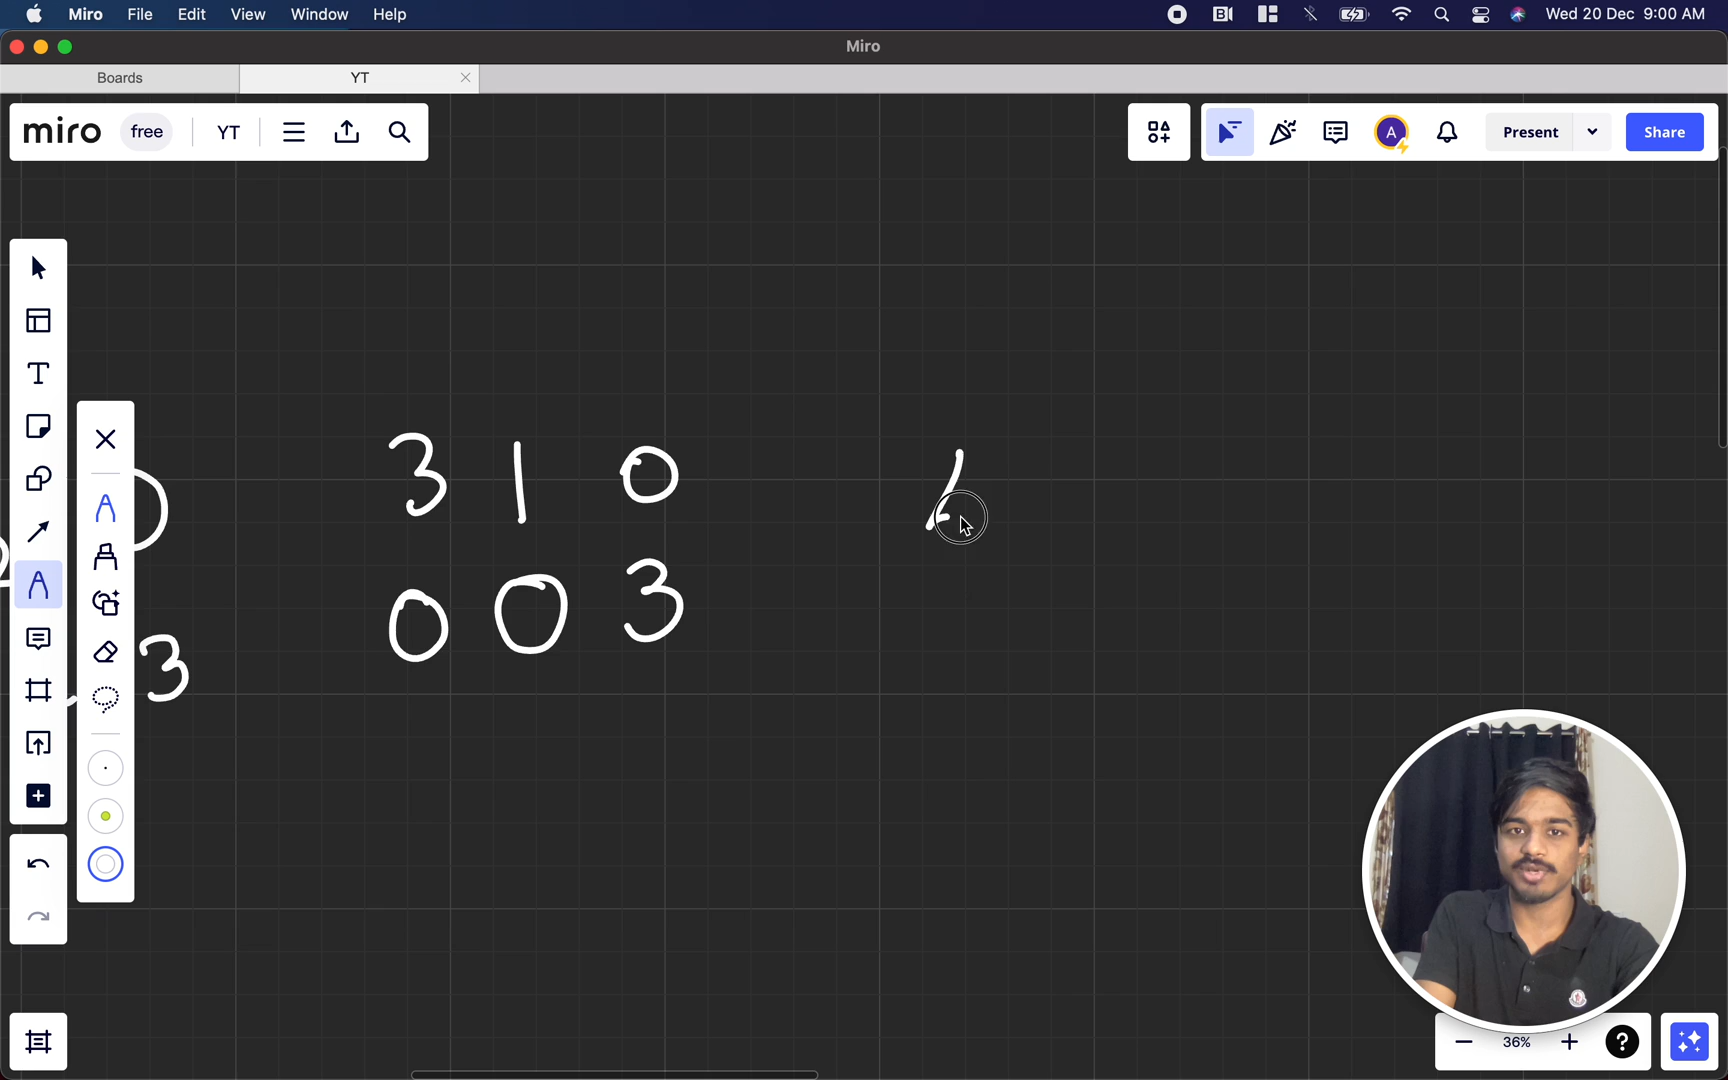 Miro File Edit View Window Help Wed 20 Dec 9:00 AM
Miro
Boards YT
miro free YT Present Share
A
3 1 0
0 0 3
3
36%
?